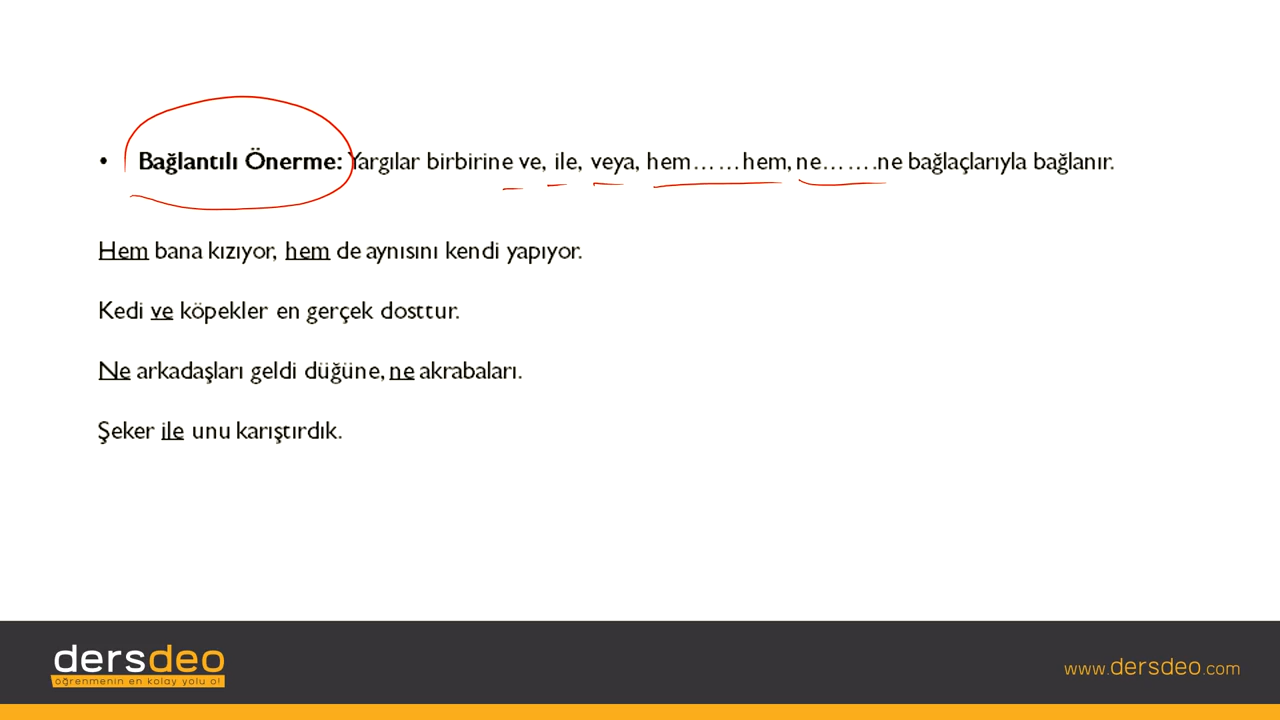 • Bağlantılı Önerme: Yargılar birbirine ve, ile, veya, hem……hem, ne…….ne bağlaçlarıyla bağlanır.
Hem bana kızıyor, hem de aynısını kendi yapıyor.
Kedi ve köpekler en gerçek dosttur.
Ne arkadaşları geldi düğüne, ne akrabaları.
Şeker ile unu karıştırdık.
dersdeo
öğrenmenin en kolay yolu o!
www.dersdeo.com